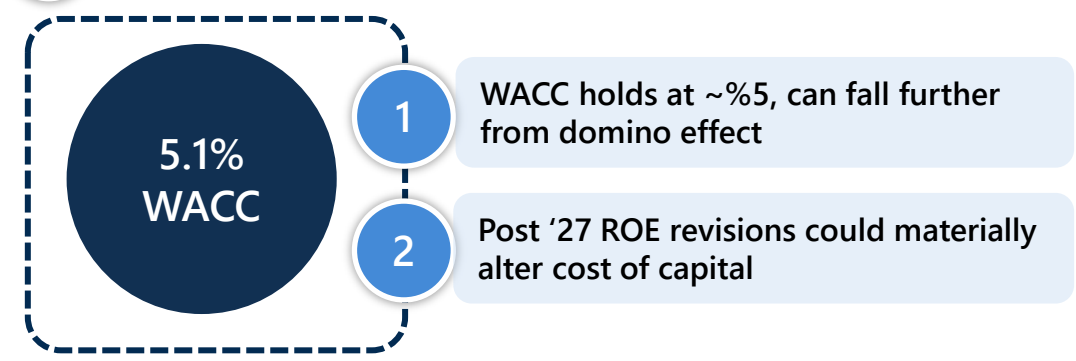 5.1%
WACC
1
WACC holds at ~%5, can fall further
from domino effect
2
Post ‘27 ROE revisions could materially
alter cost of capital